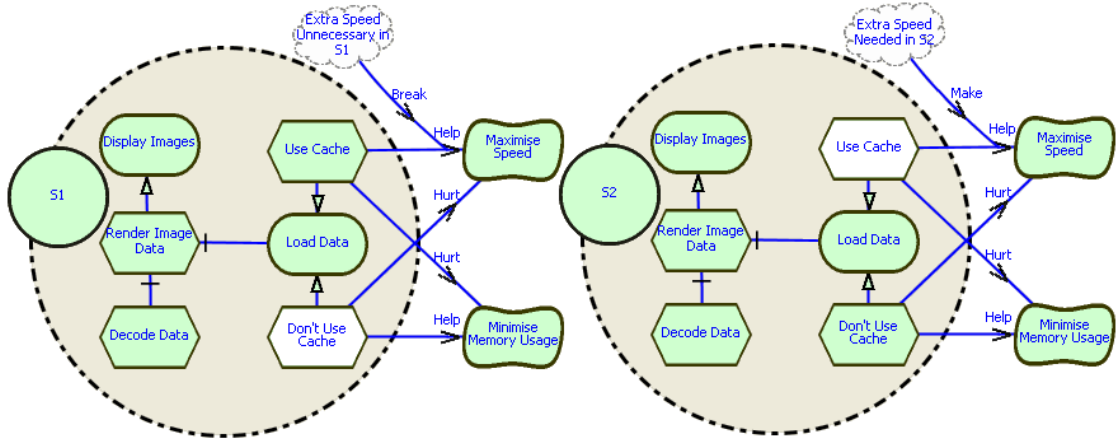 Extra Speed
Unnecessary in
S1
Break
Help
Display Images
Use Cache
Maximise
Speed
S1
Hurt
Render Image
Data
Load Data
Hurt
Decode Data
Don't Use
Cache
Help
Minimise
Memory Usage
Extra Speed
Needed in S2
Make
Help
Display Images
Use Cache
Maximise
Speed
S2
Hurt
Render Image
Data
Load Data
Hurt
Decode Data
Don't Use
Cache
Help
Minimise
Memory Usage